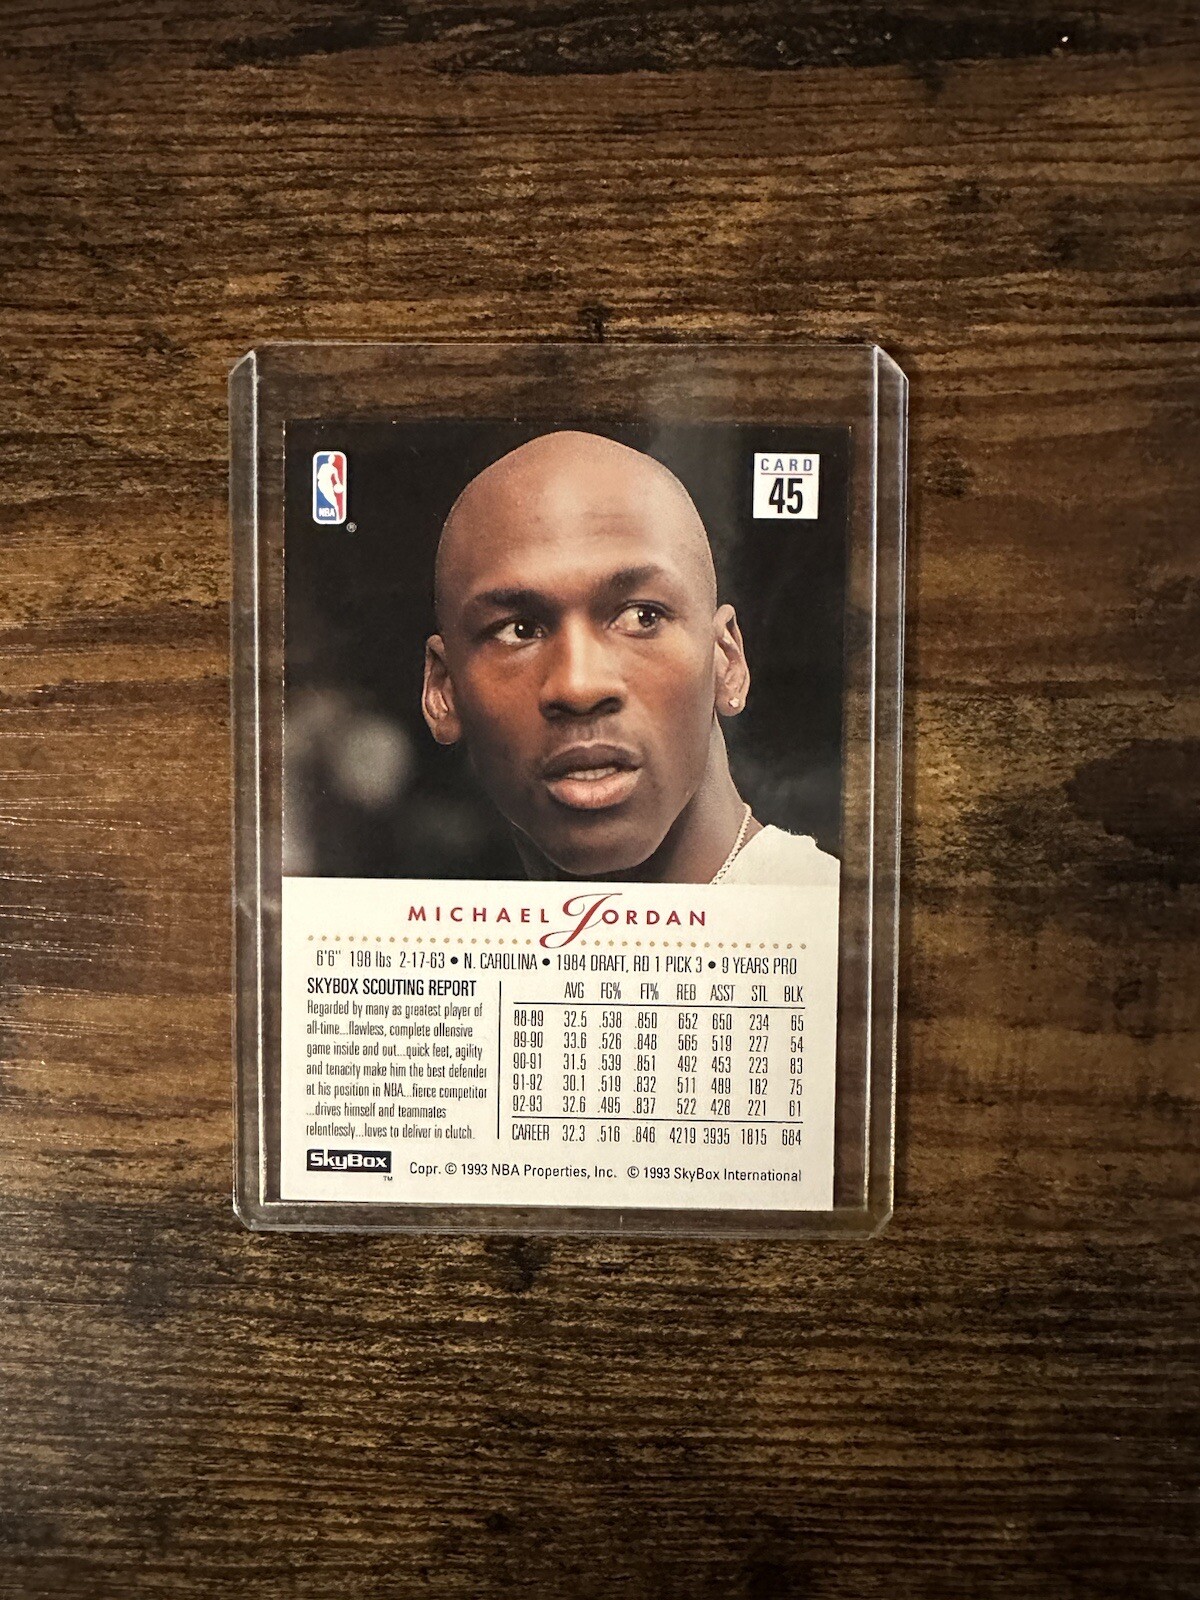 NBA
®
CARD
45
MICHAEL JORDAN
6'6" 198 lbs 2-17-63 • N. CAROLINA • 1984 DRAFT, RD 1 PICK 3 • 9 YEARS PRO
SKYBOX SCOUTING REPORT
Regarded by many as greatest player of
all-time...flawless, complete offensive
game inside and out...quick feet, agility
and tenacity make him the best defender
at his position in NBA...fierce competitor
...drives himself and teammates
relentlessly...loves to deliver in clutch.
AVG FG% FT% REB ASST STL BLK
88-89 32.5 .538 .850 652 650 234 65
89-90 33.6 .526 .848 565 519 227 54
90-91 31.5 .539 .851 492 453 223 83
91-92 30.1 .519 .832 511 489 182 75
92-93 32.6 .495 .837 522 428 221 61
CAREER 32.3 .516 .846 4219 3935 1815 684
SkyBox
TM
Copr. © 1993 NBA Properties, Inc. © 1993 SkyBox International